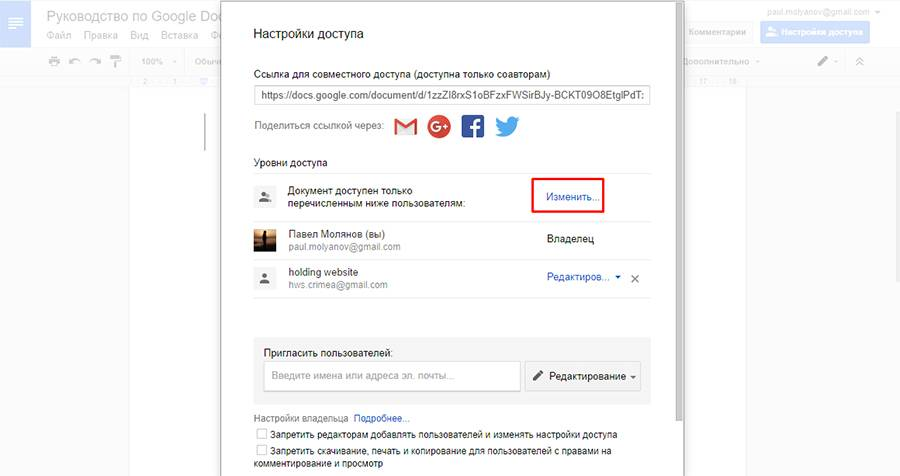 Руководство по Google Doc
paul.molyanov@gmail.com
Файл Правка Вид Вставка
Комментарии
Настройки доступа
100%
Дополнительно
2 1
17 18
Настройки доступа
Ссылка для совместного доступа (доступна только соавторам)
https://docs.google.com/document/d/1zzZI8rxS1oBFzxFWSirBJy-BCKT09O8EtglPdT
Поделиться ссылкой через:
Уровни доступа
Документ доступен только
перечисленным ниже пользователям:
Изменить...
Павел Молянов (вы)
paul.molyanov@gmail.com
Владелец
holding website
hws.crimea@gmail.com
Редактиров...
Пригласить пользователей:
Введите имена или адреса эл. почты...
Редактирование
Настройки владельца Подробнее...
Запретить редакторам добавлять пользователей и изменять настройки доступа
Запретить скачивание, печать и копирование для пользователей с правами на
комментирование и просмотр